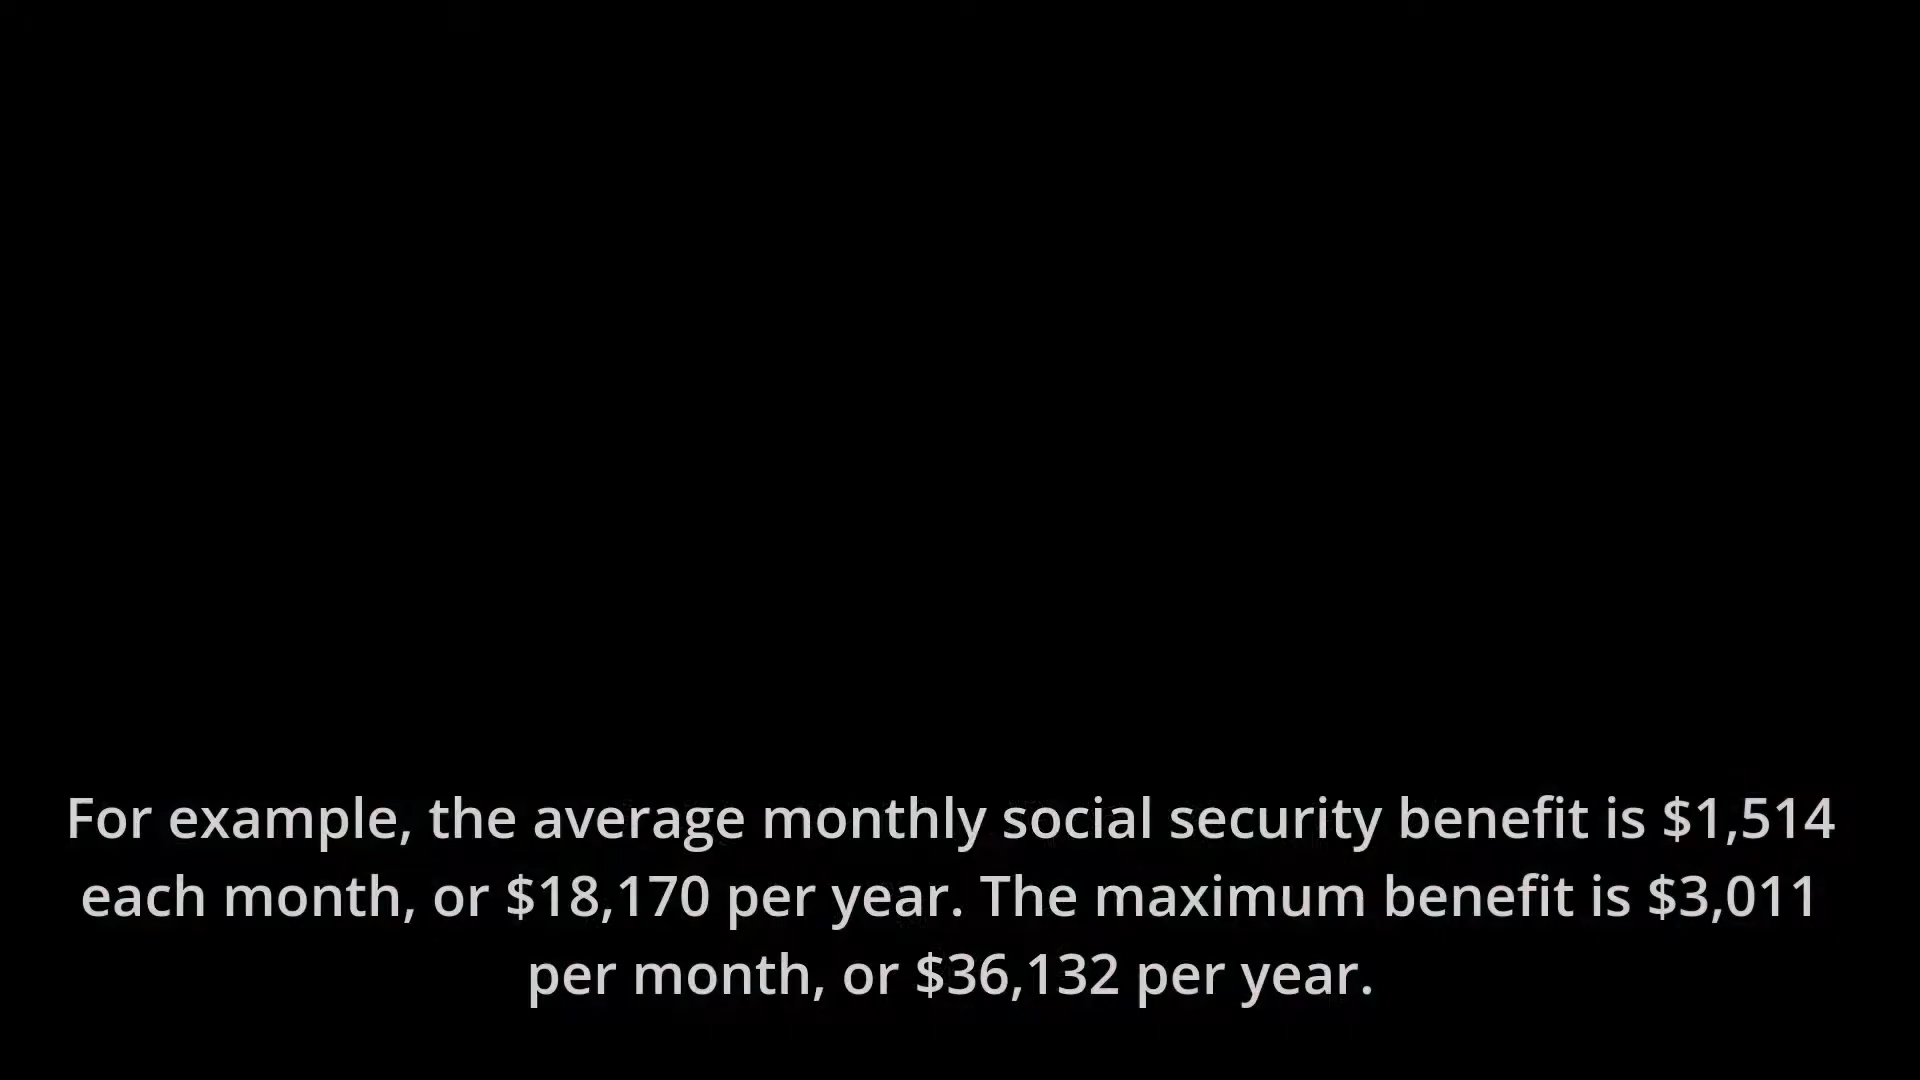 For example, the average monthly social security benefit is $1,514
each month, or $18,170 per year. The maximum benefit is $3,011
per month, or $36,132 per year.